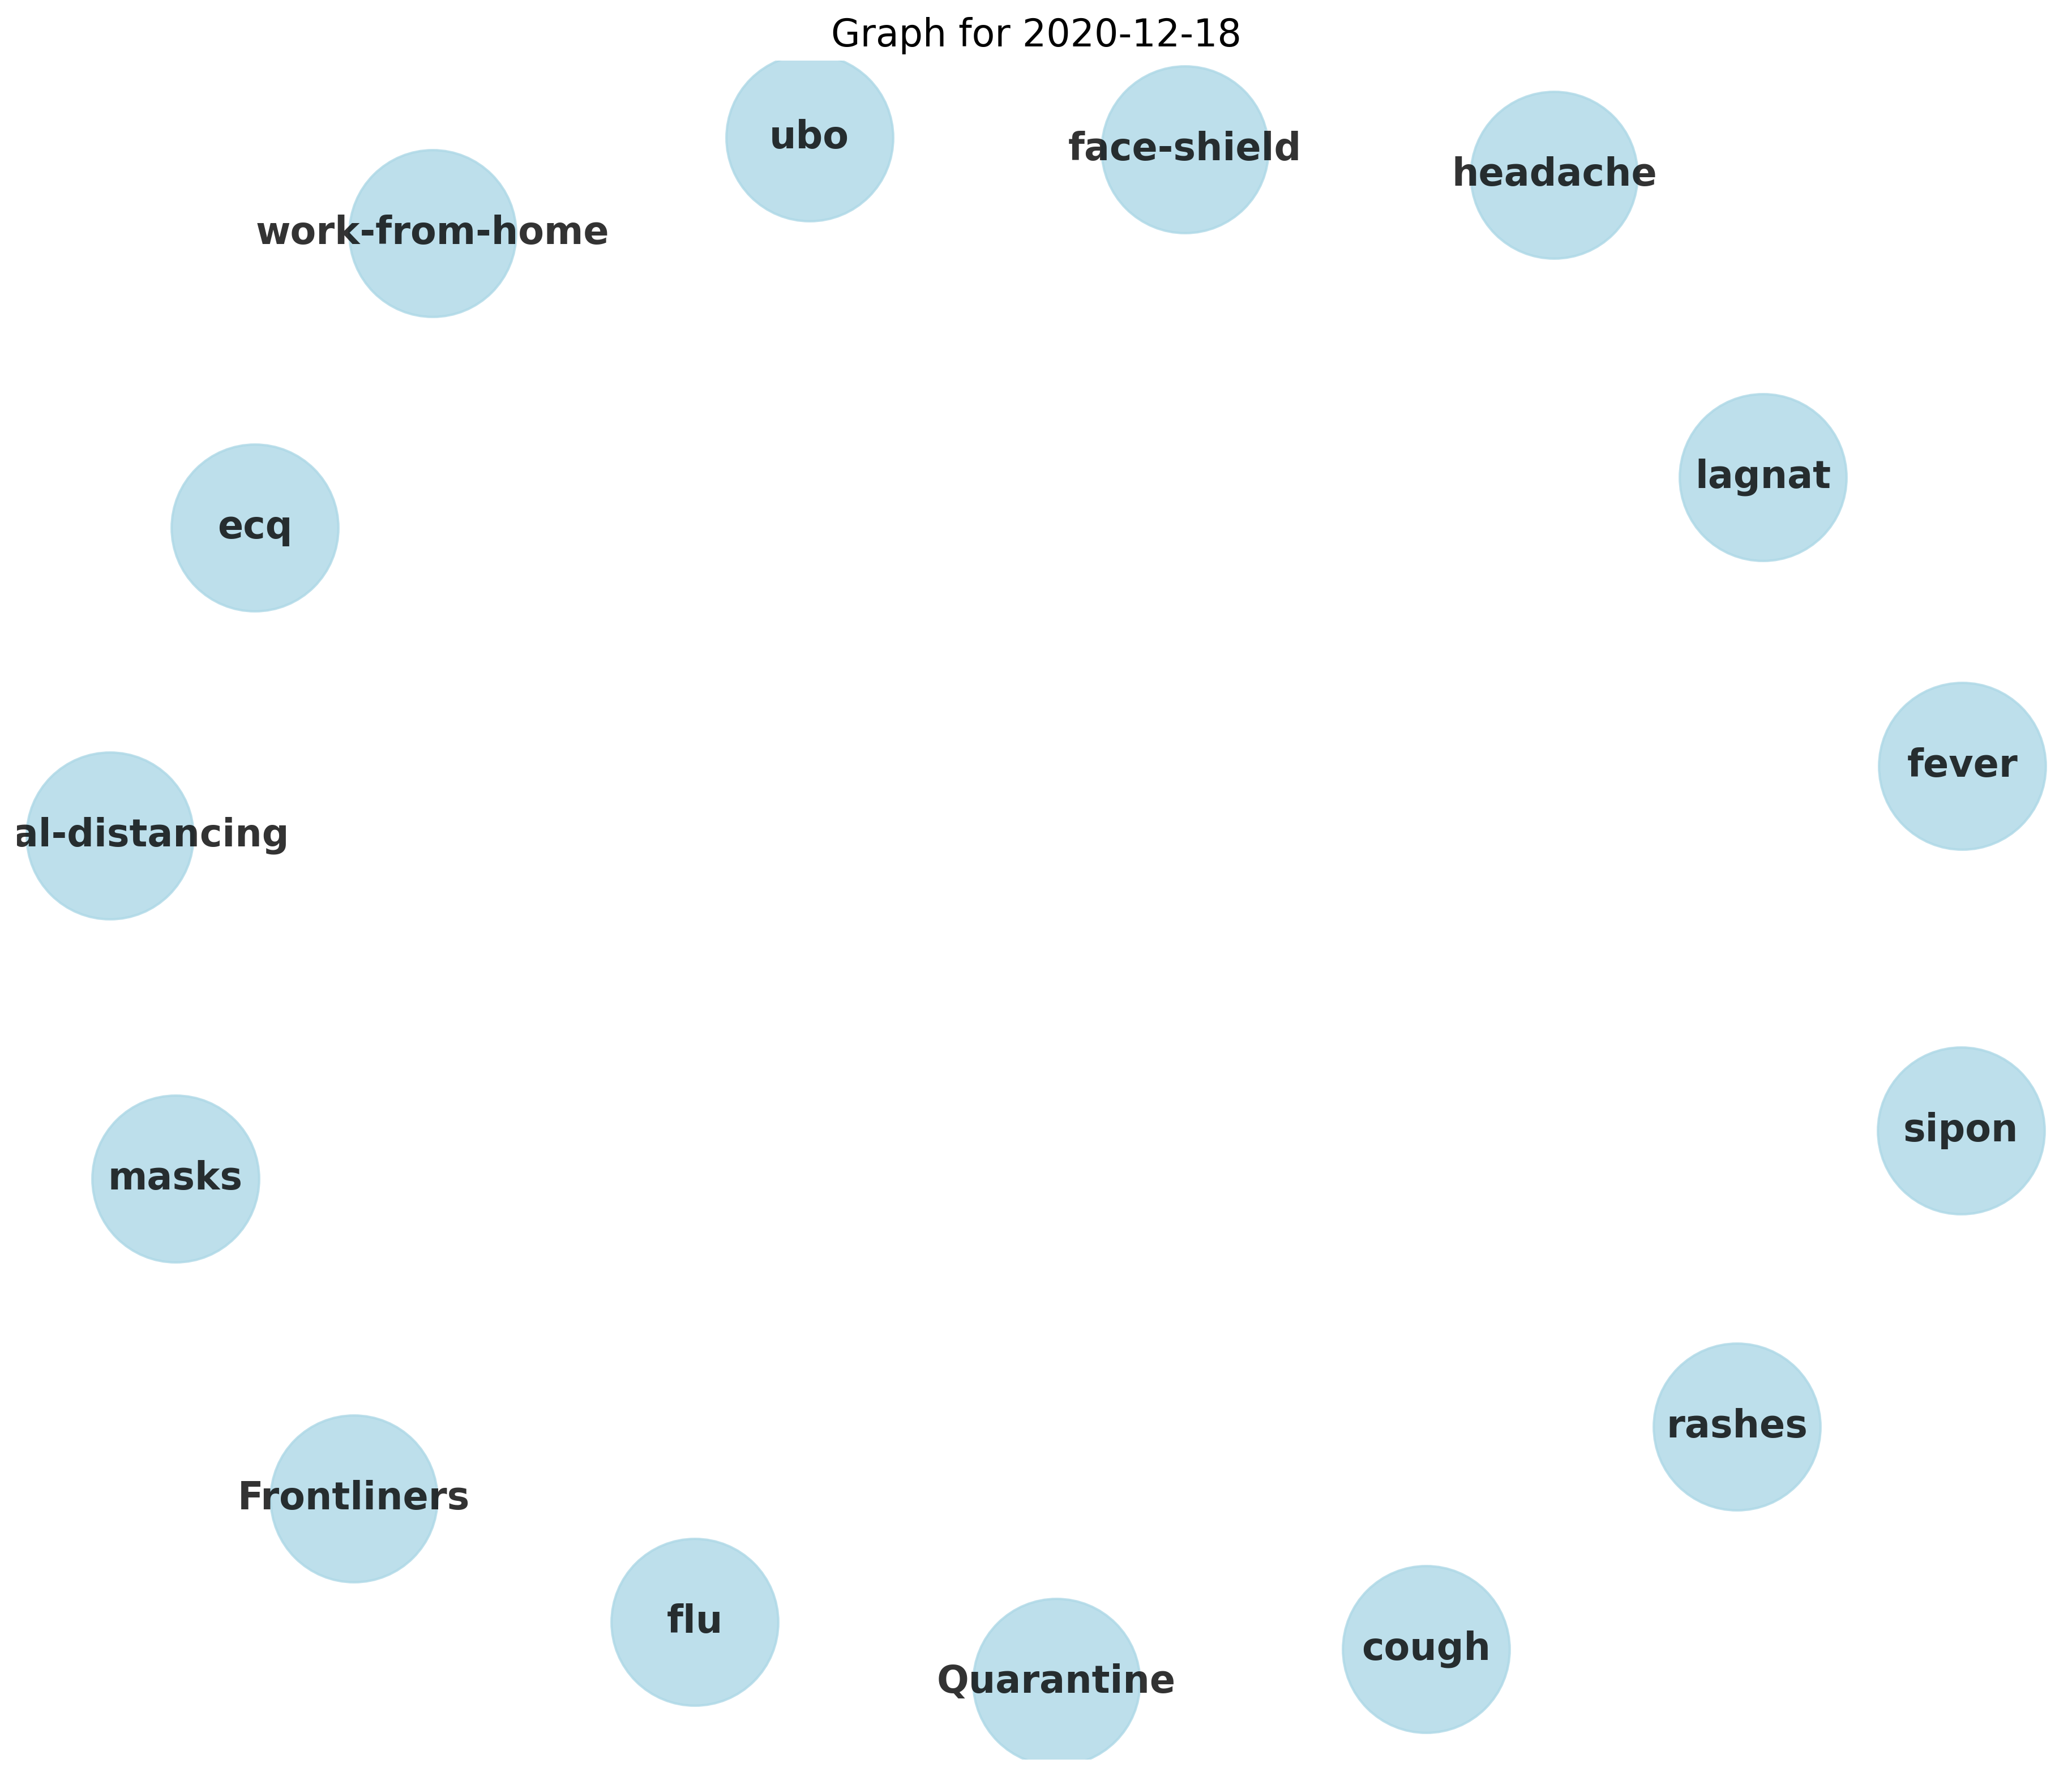 Graph for 2020-12-18
ubo
face-shield
headache
work-from-home
lagnat
ecq
fever
al-distancing
sipon
masks
rashes
Frontliners
flu
cough
Quarantine